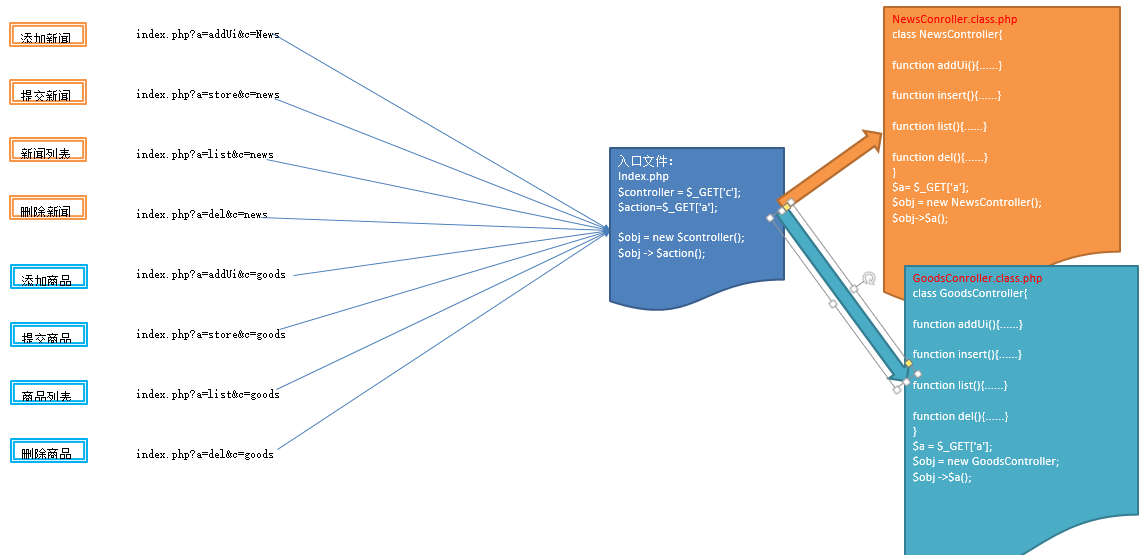 添加新闻
index.php?a=addUi&c=News
提交新闻
index.php?a=store&c=news
新闻列表
index.php?a=list&c=news
删除新闻
index.php?a=del&c=news
添加商品
index.php?a=addUi&c=goods
提交商品
index.php?a=store&c=goods
商品列表
index.php?a=list&c=goods
删除商品
index.php?a=del&c=goods
入口文件：
Index.php
$controller = $_GET['c'];
$action=$_GET['a'];
$obj = new $controller();
$obj -> $action();
NewsConroller.class.php
class NewsController{
function addUi(){......}
function insert(){......}
function list(){......}
function del(){......}
}
$a= $_GET['a'];
$obj = new NewsController();
$obj->$a();
GoodsConroller.class.php
class GoodsController{
function addUi(){......}
function insert(){......}
function list(){......}
function del(){......}
}
$a = $_GET['a'];
$obj = new GoodsController;
$obj ->$a();